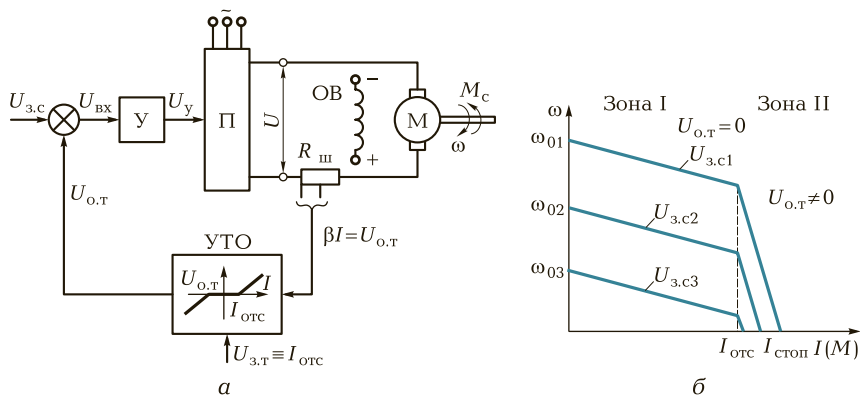 ~
U з.с
U вх
У
U у
П
U
ОВ
−
+
М
M с
ω
R ш
U о.т
βI = U о.т
УТО
U о.т
I
I отс
U з.т ≡ I отс
а
Зона I
Зона II
ω
U о.т = 0
ω 01
U з.с1
U о.т ≠ 0
ω 02
U з.с2
ω 03
U з.с3
I отс
I стоп
I (M)
б